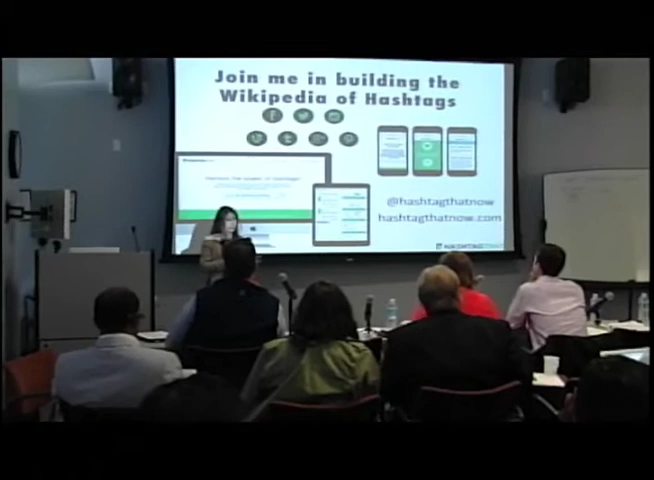 Join me in building the
Wikipedia of Hashtags
@hashtagthatnow
hashtagthatnow.com